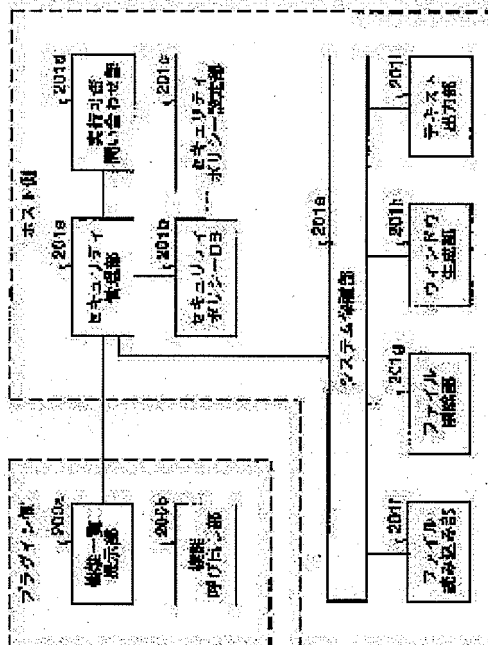 ホスト側
201a
セキュリティ
管理部
201d
実行可否
問い合わせ部
201b
セキュリティ
ポリシーDB
201c
セキュリティ
ポリシー設定部
プラグイン側
200a
機能一覧
展示部
200b
機能
呼び出し部
201e
システム保護部
201f
ファイル
読み込み部
201g
ファイル
削除部
201h
ウィンドウ
生成部
201i
テキスト
出力部